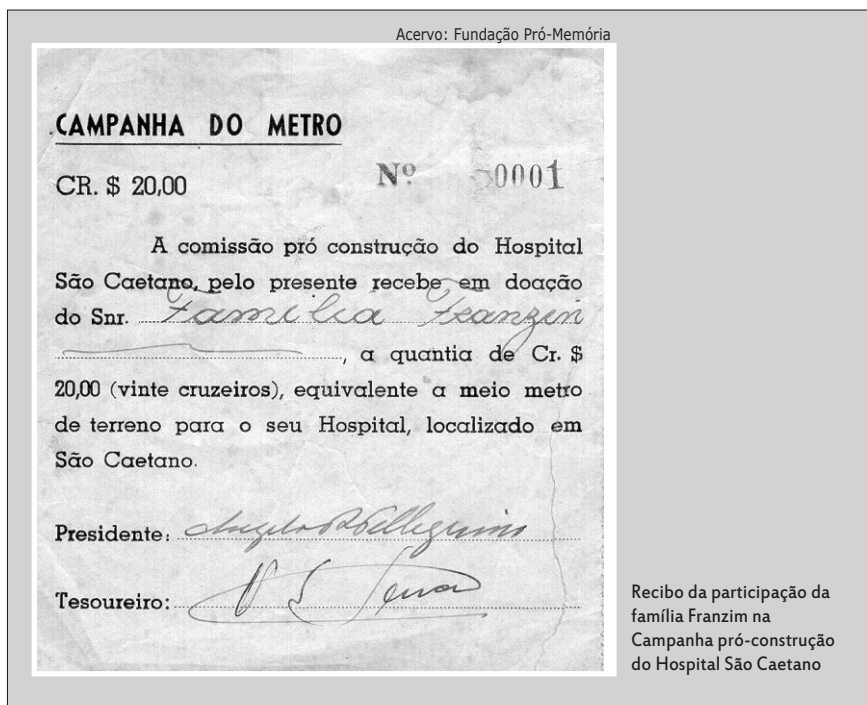 Acervo: Fundação Pró-Memória
CAMPANHA DO METRO
CR. $ 20,00
Nº 0001
A comissão pró construção do Hospital
São Caetano, pelo presente recebe em doação
do Snr. Familia Franzin
, a quantia de Cr. $
20,00 (vinte cruzeiros), equivalente a meio metro
de terreno para o seu Hospital, localizado em
São Caetano.
Presidente: Angelo R. Pellegrino
Tesoureiro:
Recibo da participação da
família Franzim na
Campanha pró-construção
do Hospital São Caetano